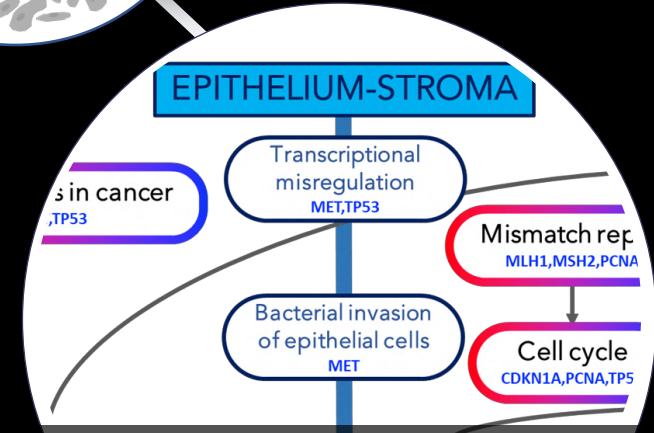 EPITHELIUM-STROMA
Transcriptional
misregulation
MET,TP53
s in cancer
,TP53
Mismatch rep
MLH1,MSH2,PCNA
Bacterial invasion
of epithelial cells
MET
Cell cycle
CDKN1A,PCNA,TP5